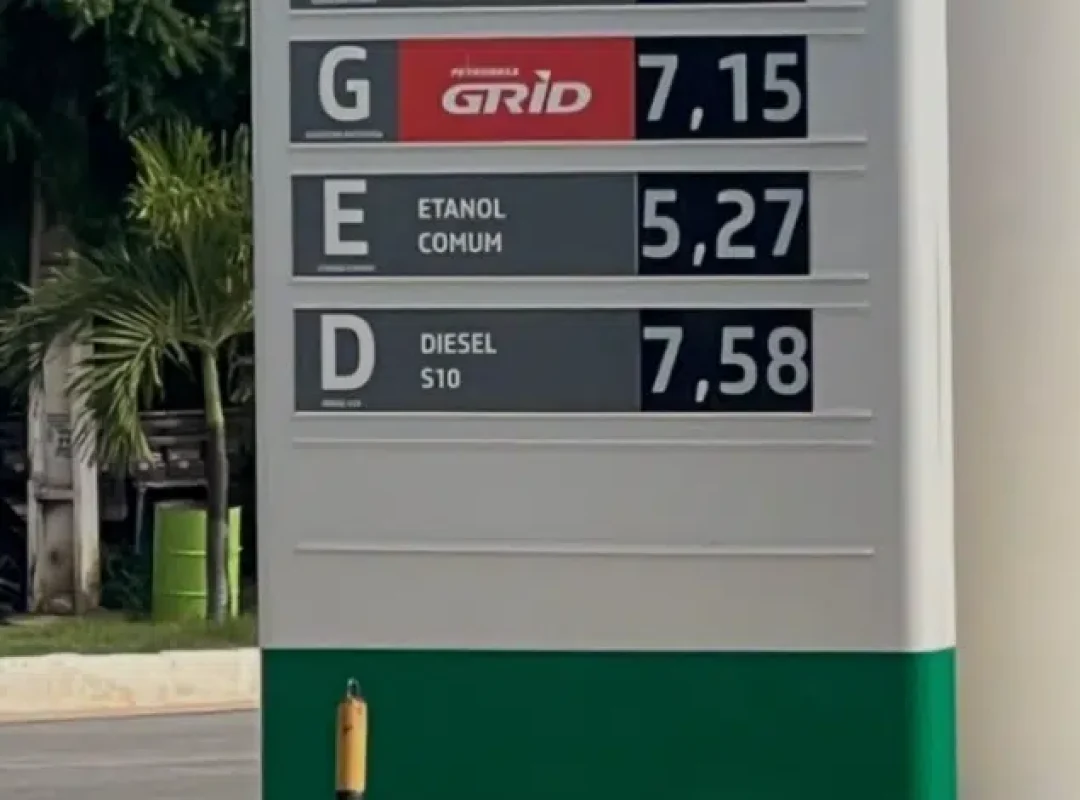 G
PETROBRAS
GRID
7,15
E
ETANOL
COMUM
5,27
D
DIESEL
S10
7,58